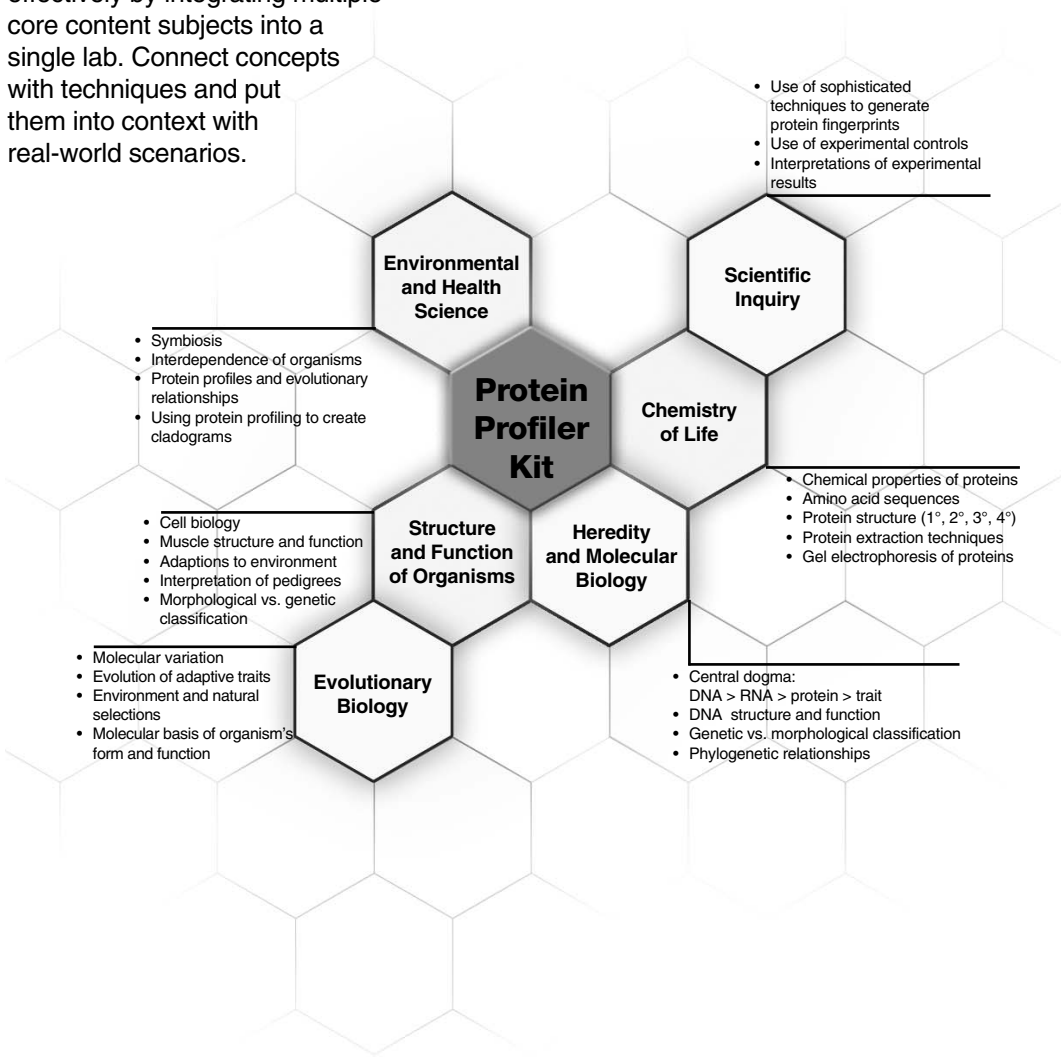 effectively by integrating multiple
core content subjects into a
single lab. Connect concepts
with techniques and put
them into context with
real-world scenarios.
• Use of sophisticated
techniques to generate
protein fingerprints
• Use of experimental controls
• Interpretations of experimental
results
Environmental
and Health
Science
Scientific
Inquiry
• Symbiosis
• Interdependence of organisms
• Protein profiles and evolutionary
relationships
• Using protein profiling to create
cladograms
Protein
Profiler
Kit
Chemistry
of Life
• Chemical properties of proteins
• Amino acid sequences
• Protein structure (1°, 2°, 3°, 4°)
• Protein extraction techniques
• Gel electrophoresis of proteins
• Cell biology
• Muscle structure and function
• Adaptions to environment
• Interpretation of pedigrees
• Morphological vs. genetic
classification
Structure
and Function
of Organisms
Heredity
and Molecular
Biology
• Molecular variation
• Evolution of adaptive traits
• Environment and natural
selections
• Molecular basis of organism's
form and function
Evolutionary
Biology
• Central dogma:
DNA > RNA > protein > trait
• DNA structure and function
• Genetic vs. morphological classification
• Phylogenetic relationships